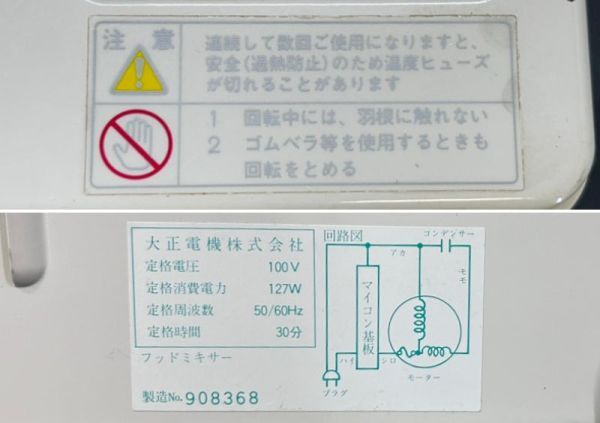 注意
連続して数回ご使用になりますと、
安全(過熱防止)のため温度ヒューズ
が切れることがあります
1 回転中には、羽根に触れない
2 ゴムベラ等を使用するときも
回転をとめる
大正電機株式会社
定格電圧 100V
定格消費電力 127W
定格周波数 50/60Hz
定格時間 30分
フッドミキサー
製造No. 908368
回路図
コンデンサー
アカ
モモ
マイコン基板
ハイ
シロ
モーター
プラグ